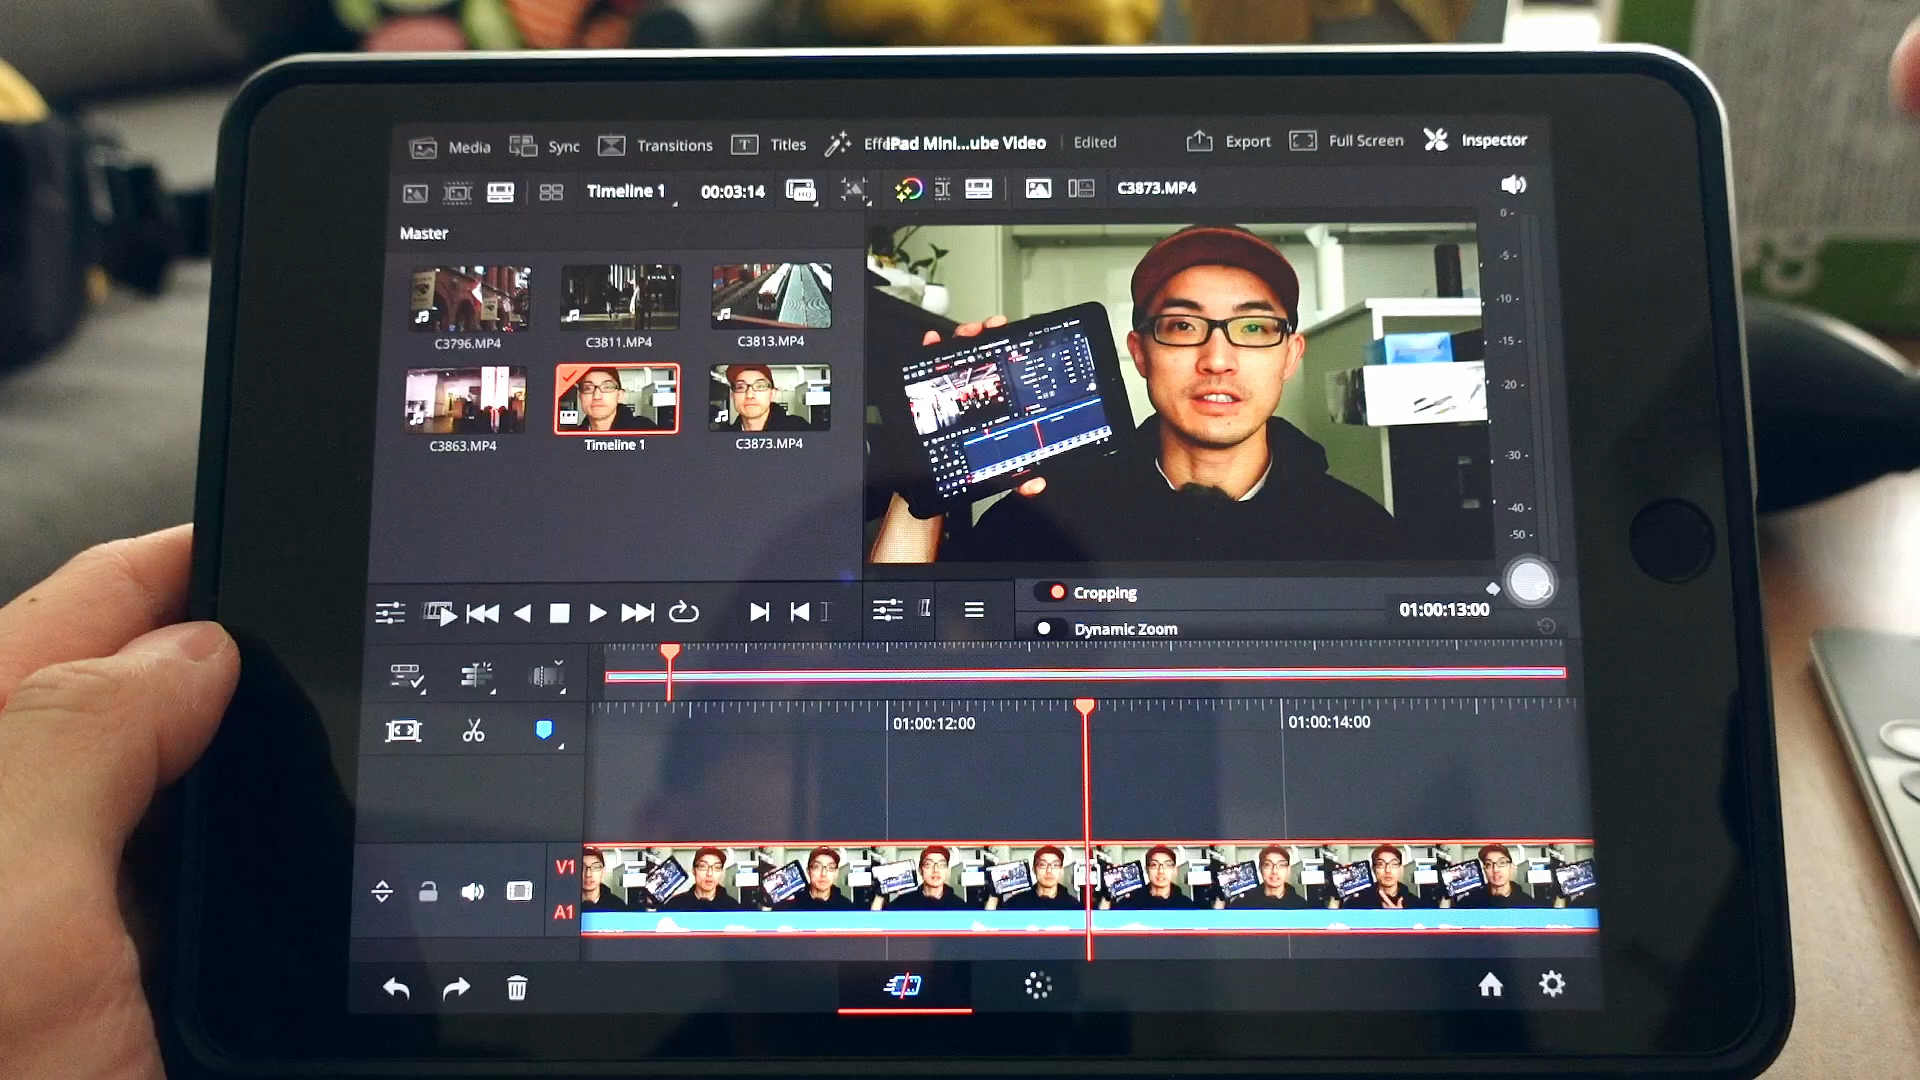 Media Sync Transitions Titles Effe iPad Mini...ube Video Edited Export Full Screen Inspector
Timeline 1 00:03:14 C3873.MP4
Master
C3796.MP4 C3811.MP4 C3813.MP4
C3863.MP4 Timeline 1 C3873.MP4
0
-5
-10
-15
-20
-30
-40
-50
Cropping
01:00:13:00
Dynamic Zoom
01:00:12:00 01:00:14:00
V1
A1